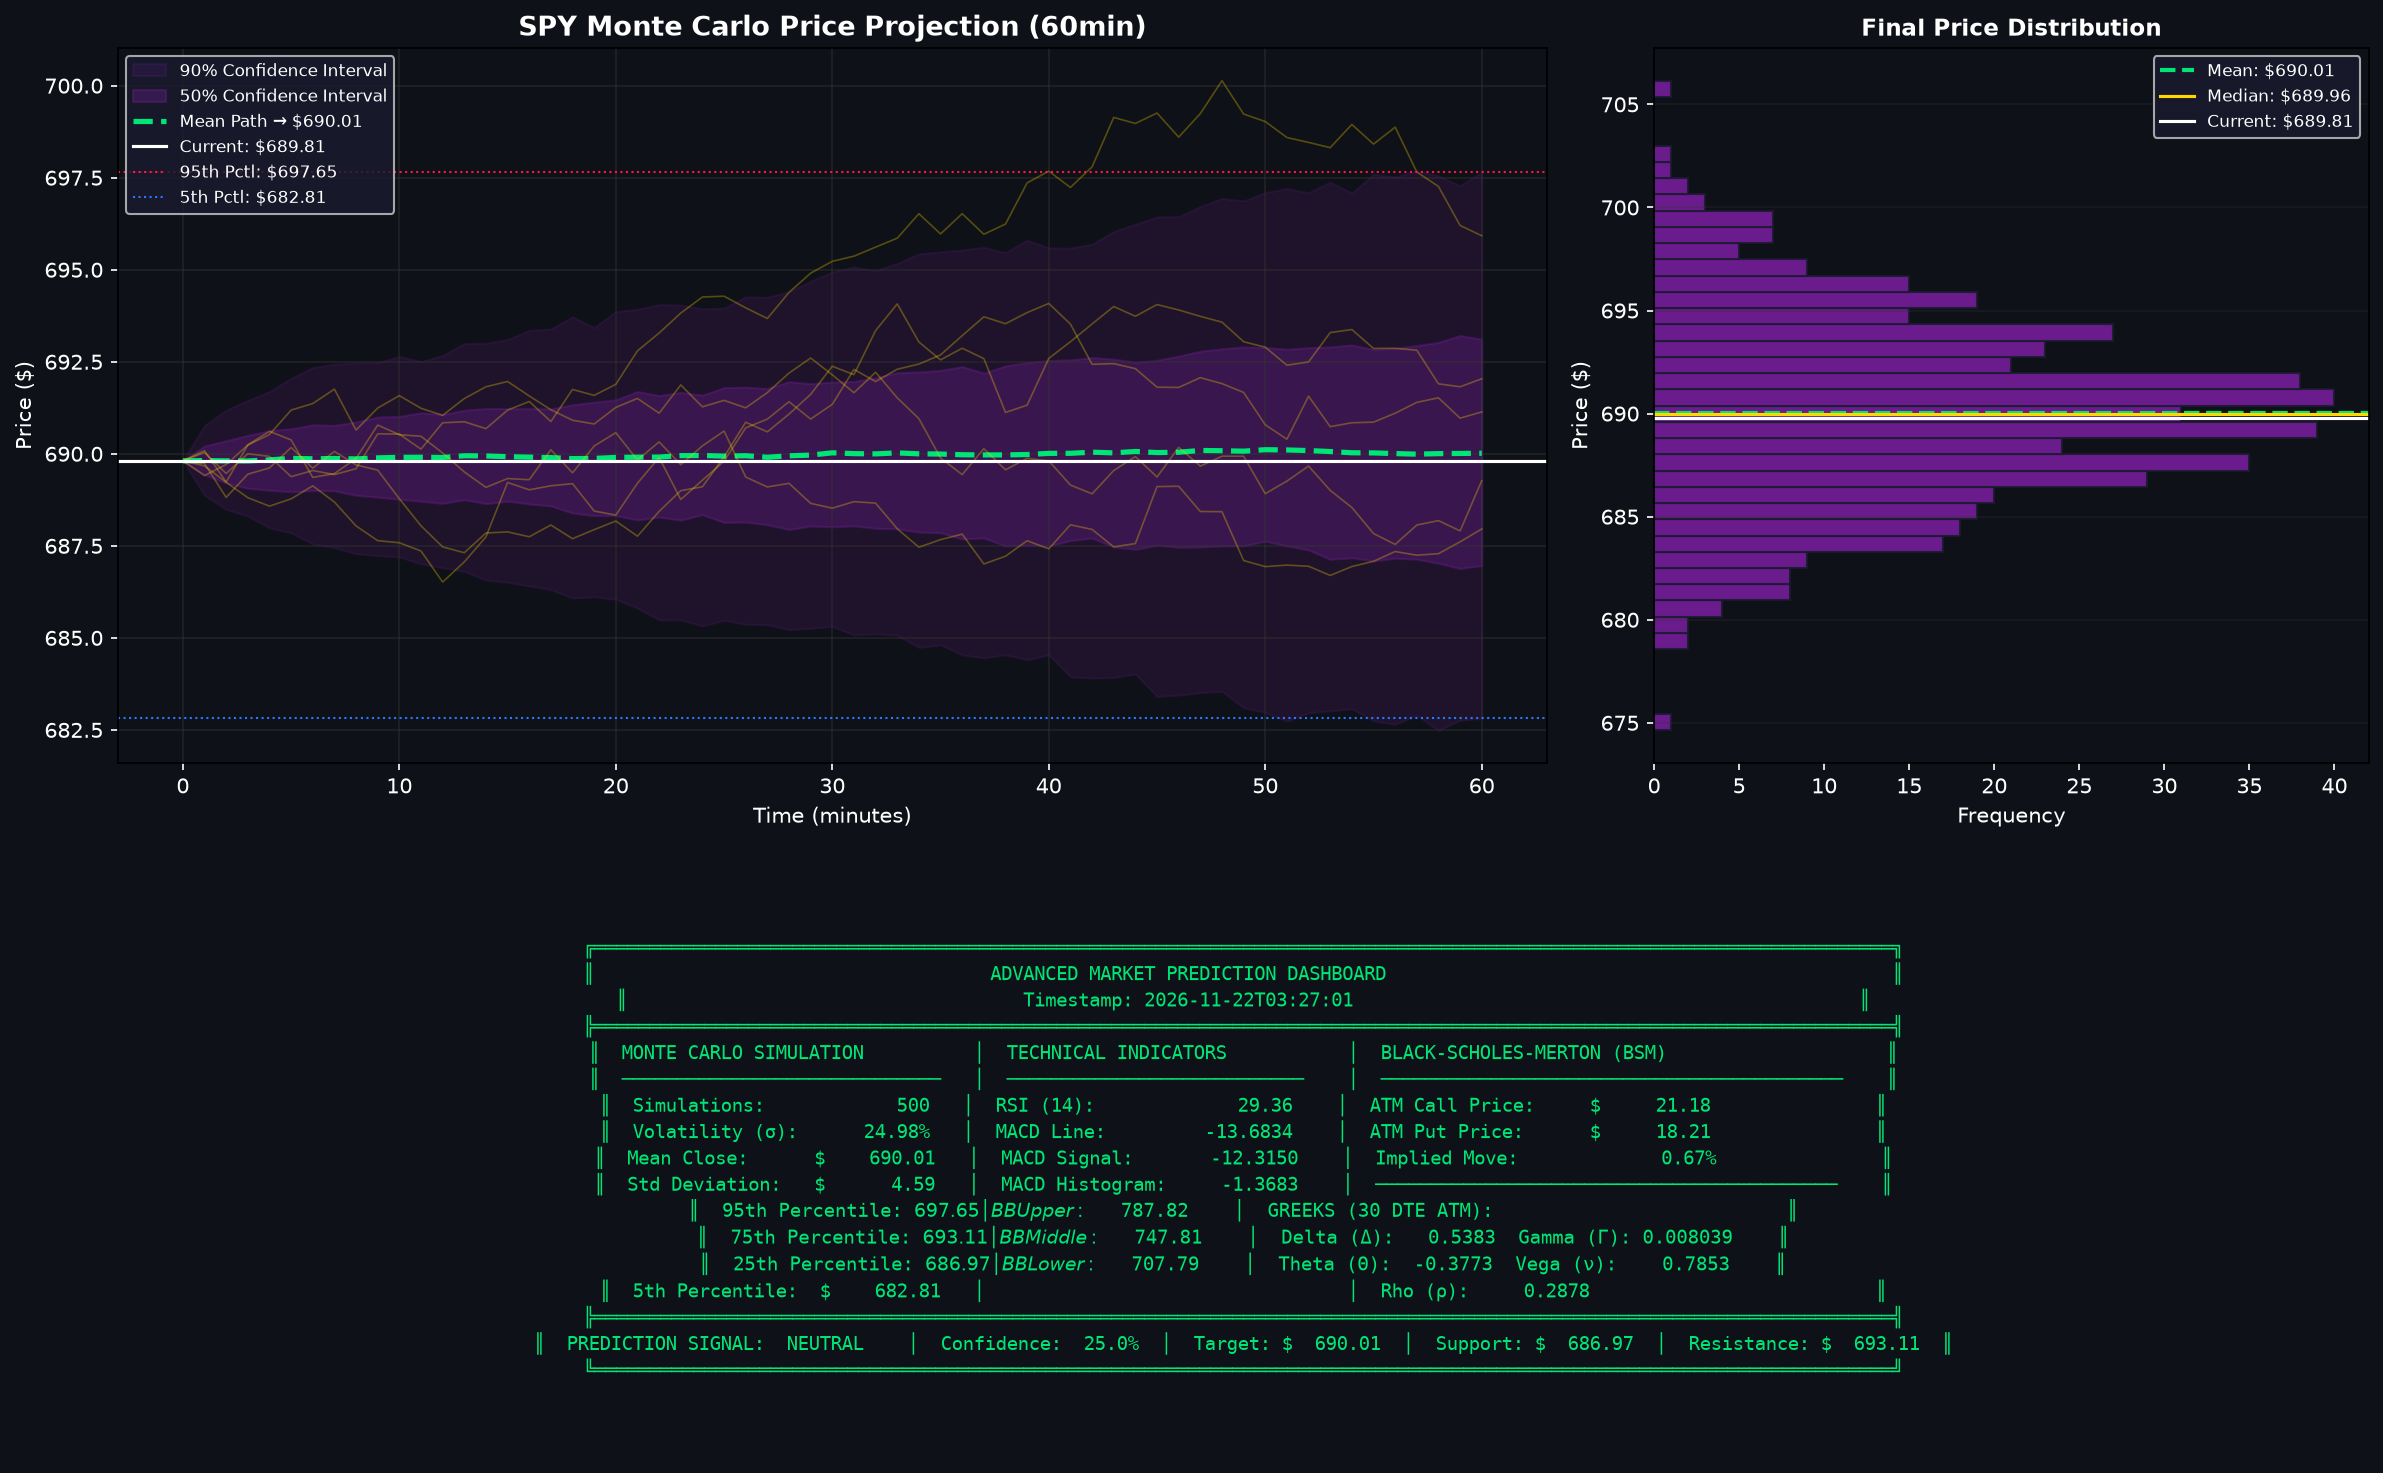 SPY Monte Carlo Price Projection (60min)
90% Confidence Interval
50% Confidence Interval
Mean Path → $690.01
Current: $689.81
95th Pctl: $697.65
5th Pctl: $682.81
Price ($)
700.0
697.5
695.0
692.5
690.0
687.5
685.0
682.5
0 10 20 30 40 50 60
Time (minutes)
Final Price Distribution
Mean: $690.01
Median: $689.96
Current: $689.81
Price ($)
705
700
695
690
685
680
675
0 5 10 15 20 25 30 35 40
Frequency
ADVANCED MARKET PREDICTION DASHBOARD
Timestamp: 2026-11-22T03:27:01
MONTE CARLO SIMULATION │ TECHNICAL INDICATORS │ BLACK-SCHOLES-MERTON (BSM)
Simulations: 500 │ RSI (14): 29.36 │ ATM Call Price: $ 21.18
Volatility (σ): 24.98% │ MACD Line: -13.6834 │ ATM Put Price: $ 18.21
Mean Close: $ 690.01 │ MACD Signal: -12.3150 │ Implied Move: 0.67%
Std Deviation: $ 4.59 │ MACD Histogram: -1.3683 │
95th Percentile: 697.65│BBUpper: 787.82 │ GREEKS (30 DTE ATM):
75th Percentile: 693.11│BBMiddle: 747.81 │ Delta (Δ): 0.5383 Gamma (Γ): 0.008039
25th Percentile: 686.97│BBLower: 707.79 │ Theta (Θ): -0.3773 Vega (ν): 0.7853
5th Percentile: $ 682.81 │ │ Rho (ρ): 0.2878
PREDICTION SIGNAL: NEUTRAL │ Confidence: 25.0% │ Target: $ 690.01 │ Support: $ 686.97 │ Resistance: $ 693.11